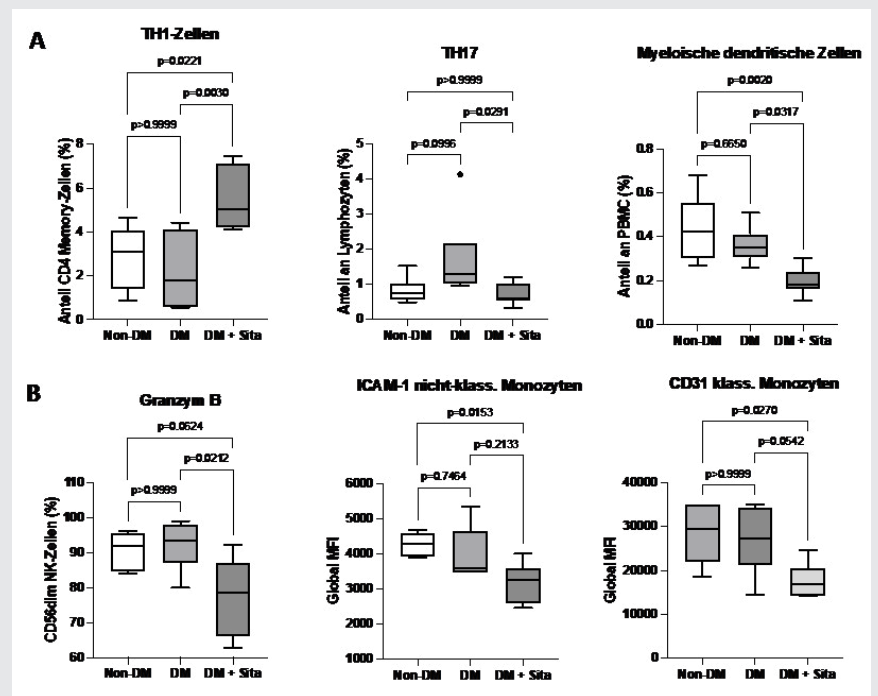 A
TH1-Zellen
p=0.0221
p=0.0030
p>0.9999
Anteil CD4 Memory-Zellen (%)
8
6
4
2
0
Non-DM DM DM + Sita
TH17
p>0.9999
p=0.0291
p=0.0996
Anteil an Lymphozyten (%)
5
4
3
2
1
0
Non-DM DM DM + Sita
Myeloische dendritische Zellen
p=0.0020
p=0.0317
p=0.6650
Anteil an PBMC (%)
0.8
0.6
0.4
0.2
0.0
Non-DM DM DM + Sita
B
Granzym B
p=0.0624
p=0.0212
p>0.9999
CD56dim NK-Zellen (%)
110
100
90
80
70
60
Non-DM DM DM + Sita
ICAM-1 nicht-klass. Monozyten
p=0.0153
p=0.2133
p=0.7464
Global MFI
6000
5000
4000
3000
2000
1000
Non-DM DM DM + Sita
CD31 klass. Monozyten
p=0.0270
p=0.0542
p>0.9999
Global MFI
40000
30000
20000
10000
0
Non-DM DM DM + Sita